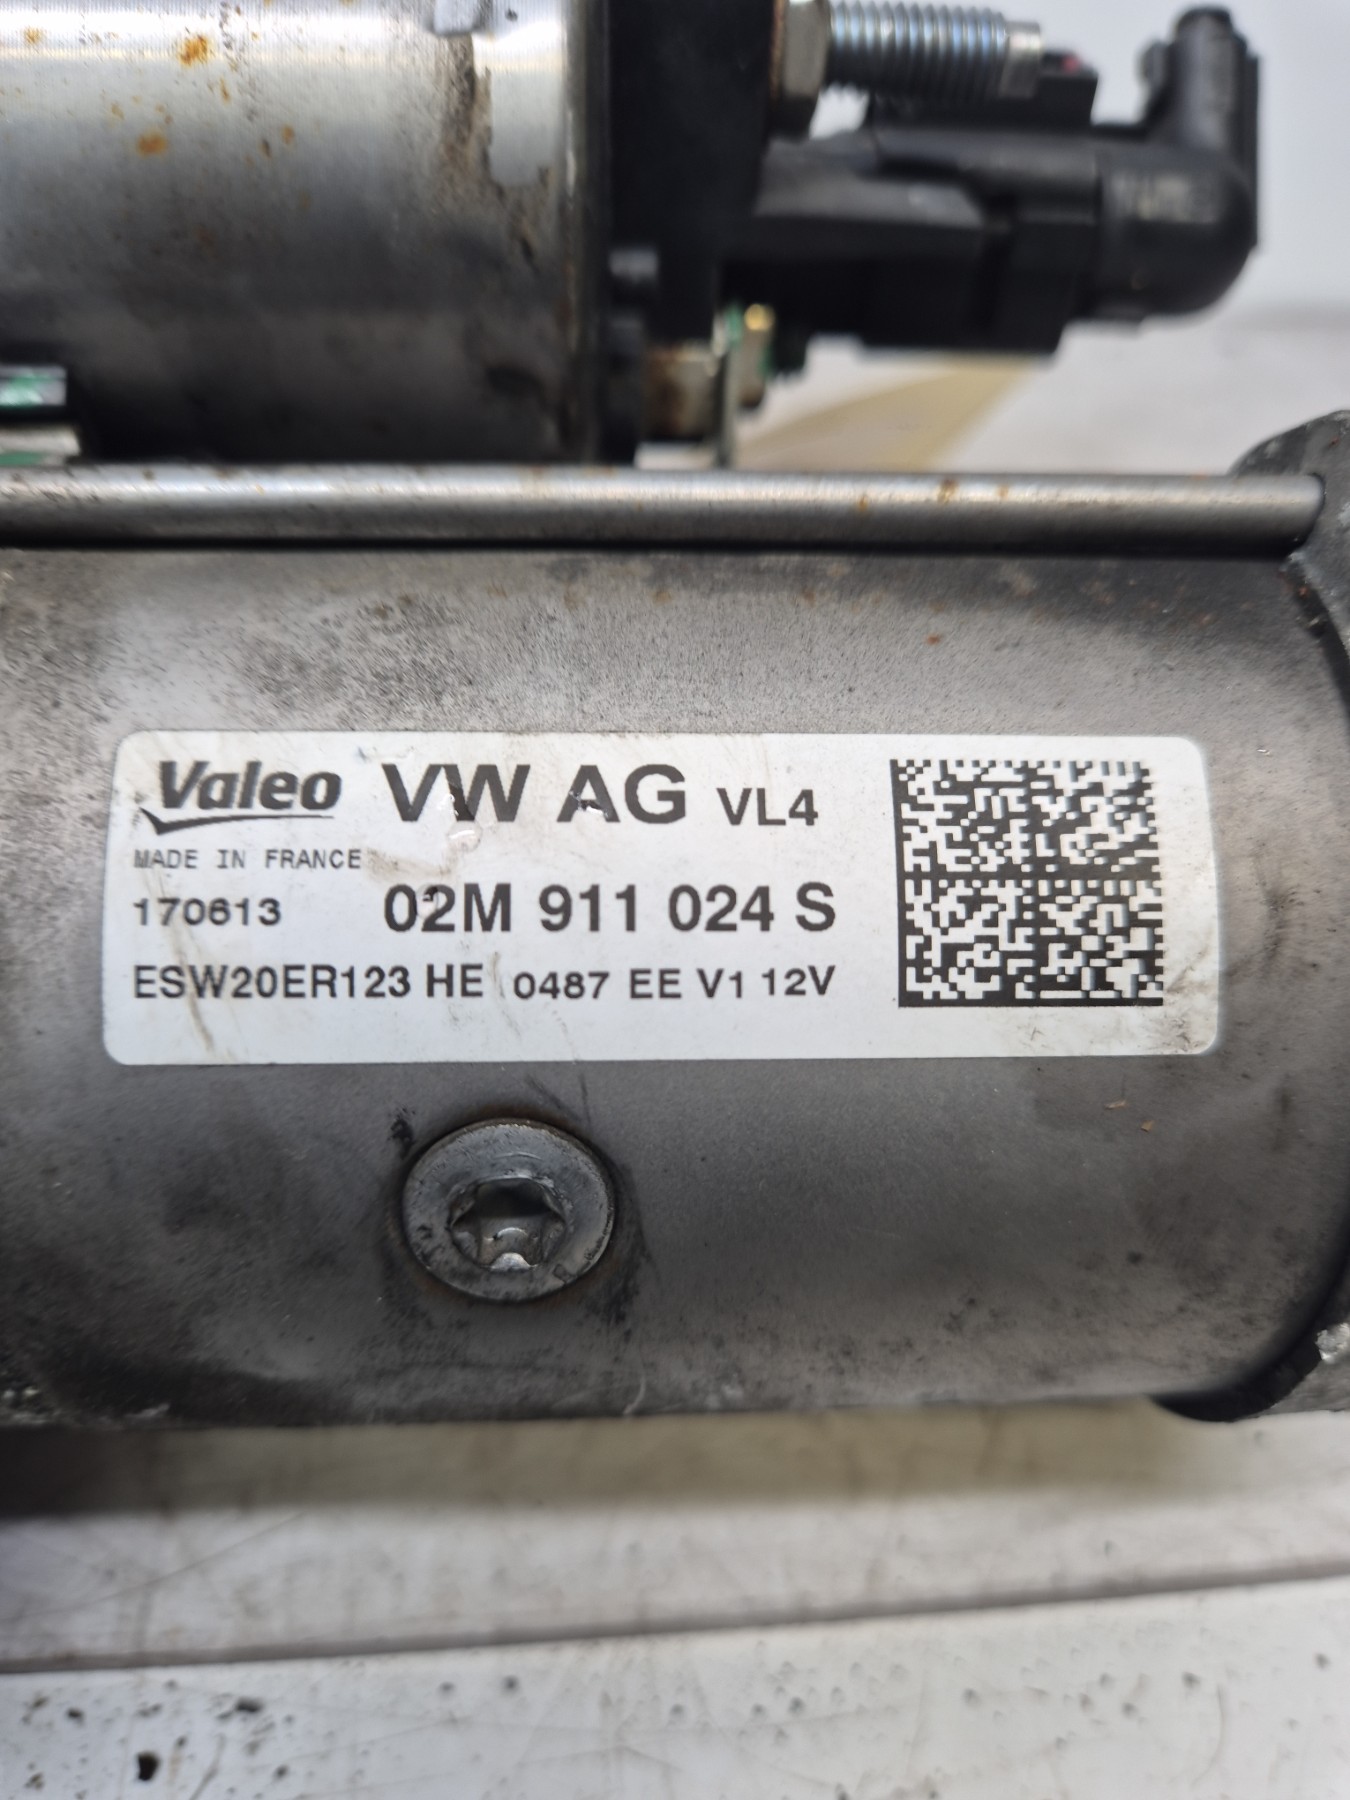 Valeo VW AG VL4
MADE IN FRANCE
170613 02M 911 024 S
ESW20ER123 HE 0487 EE V1 12V